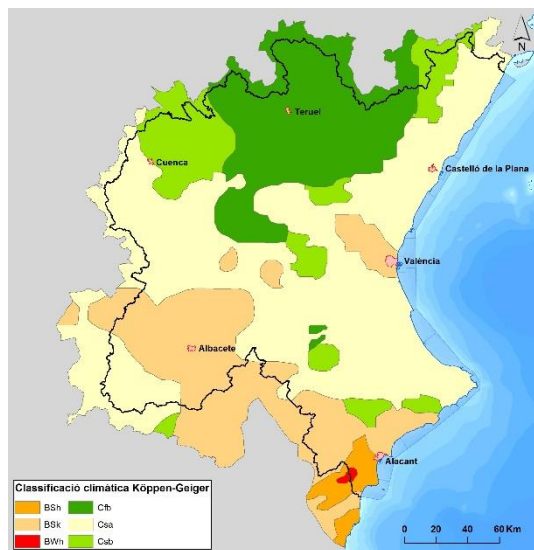 N
Teruel
Cuenca
Castelló de la Plana
València
Albacete
Alacant
Classificació climàtica Köppen-Geiger
BSh Cfb
BSk Csa
BWh Csb
0 20 40 60 Km